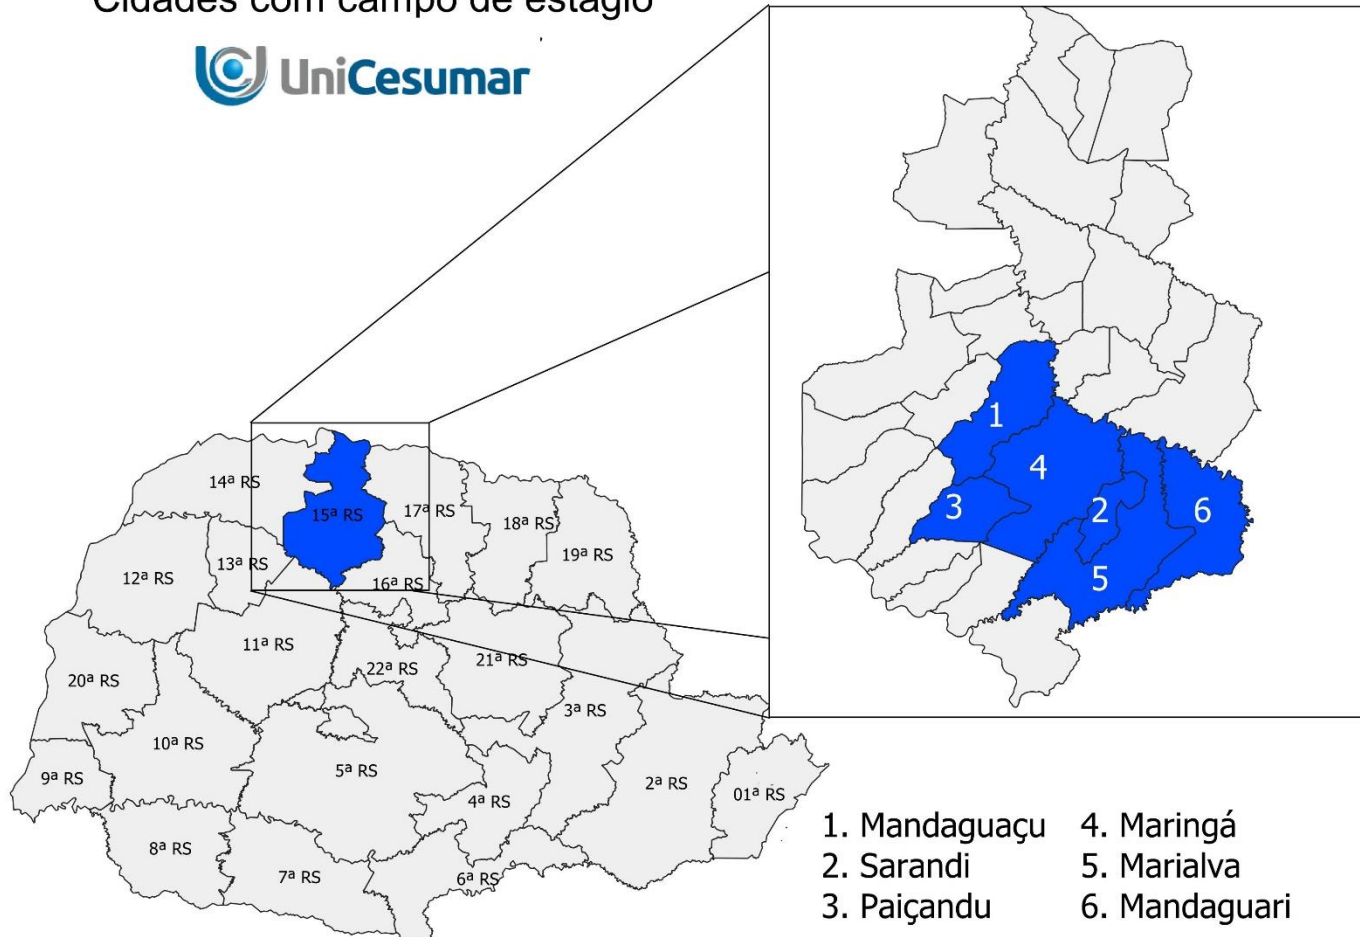 Cidades com campo de estágio
UniCesumar
1
4
3
2
6
5
14ª RS
15ª RS
17ª RS
18ª RS
19ª RS
13ª RS
12ª RS
16ª RS
11ª RS
22ª RS
21ª RS
20ª RS
3ª RS
10ª RS
5ª RS
9ª RS
2ª RS
01ª RS
4ª RS
8ª RS
7ª RS
6ª RS
1. Mandaguaçu
2. Sarandi
3. Paiçandu
4. Maringá
5. Marialva
6. Mandaguari